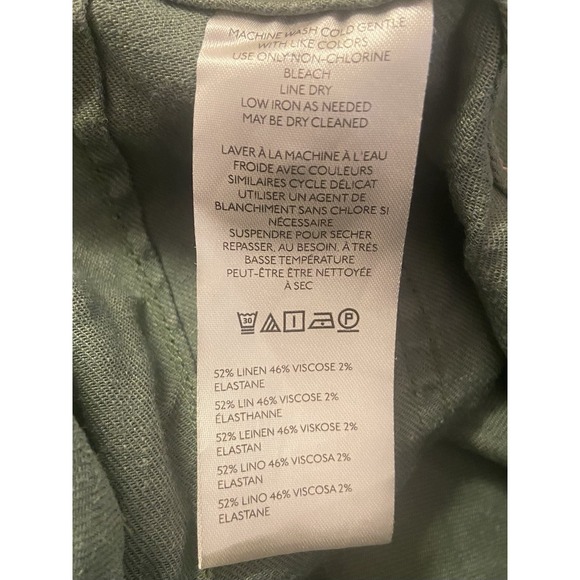 MACHINE WASH COLD GENTLE
WITH LIKE COLORS
USE ONLY NON-CHLORINE
BLEACH
LINE DRY
LOW IRON AS NEEDED
MAY BE DRY CLEANED
LAVER À LA MACHINE À L'EAU
FROIDE AVEC COULEURS
SIMILAIRES CYCLE DÉLICAT
UTILISER UN AGENT DE
BLANCHIMENT SANS CHLORE SI
NÉCESSAIRE
SUSPENDRE POUR SÉCHER
REPASSER, AU BESOIN, À TRÈS
BASSE TEMPÉRATURE
PEUT-ÊTRE ÊTRE NETTOYÉE
À SEC
30 P
52% LINEN 46% VISCOSE 2%
ELASTANE
52% LIN 46% VISCOSE 2%
ÉLASTHANNE
52% LEINEN 46% VISKOSE 2%
ELASTAN
52% LINO 46% VISCOSA 2%
ELASTAN
52% LINO 46% VISCOSA 2%
ELASTANE